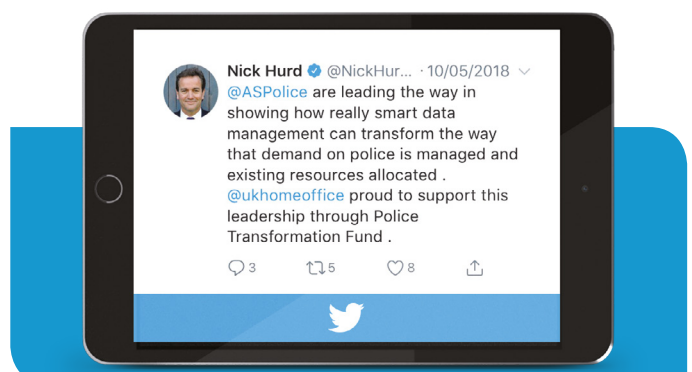 Nick Hurd @NickHur... · 10/05/2018
@ASPolice are leading the way in
showing how really smart data
management can transform the way
that demand on police is managed and
existing resources allocated .
@ukhomeoffice proud to support this
leadership through Police
Transformation Fund .
3 5 8